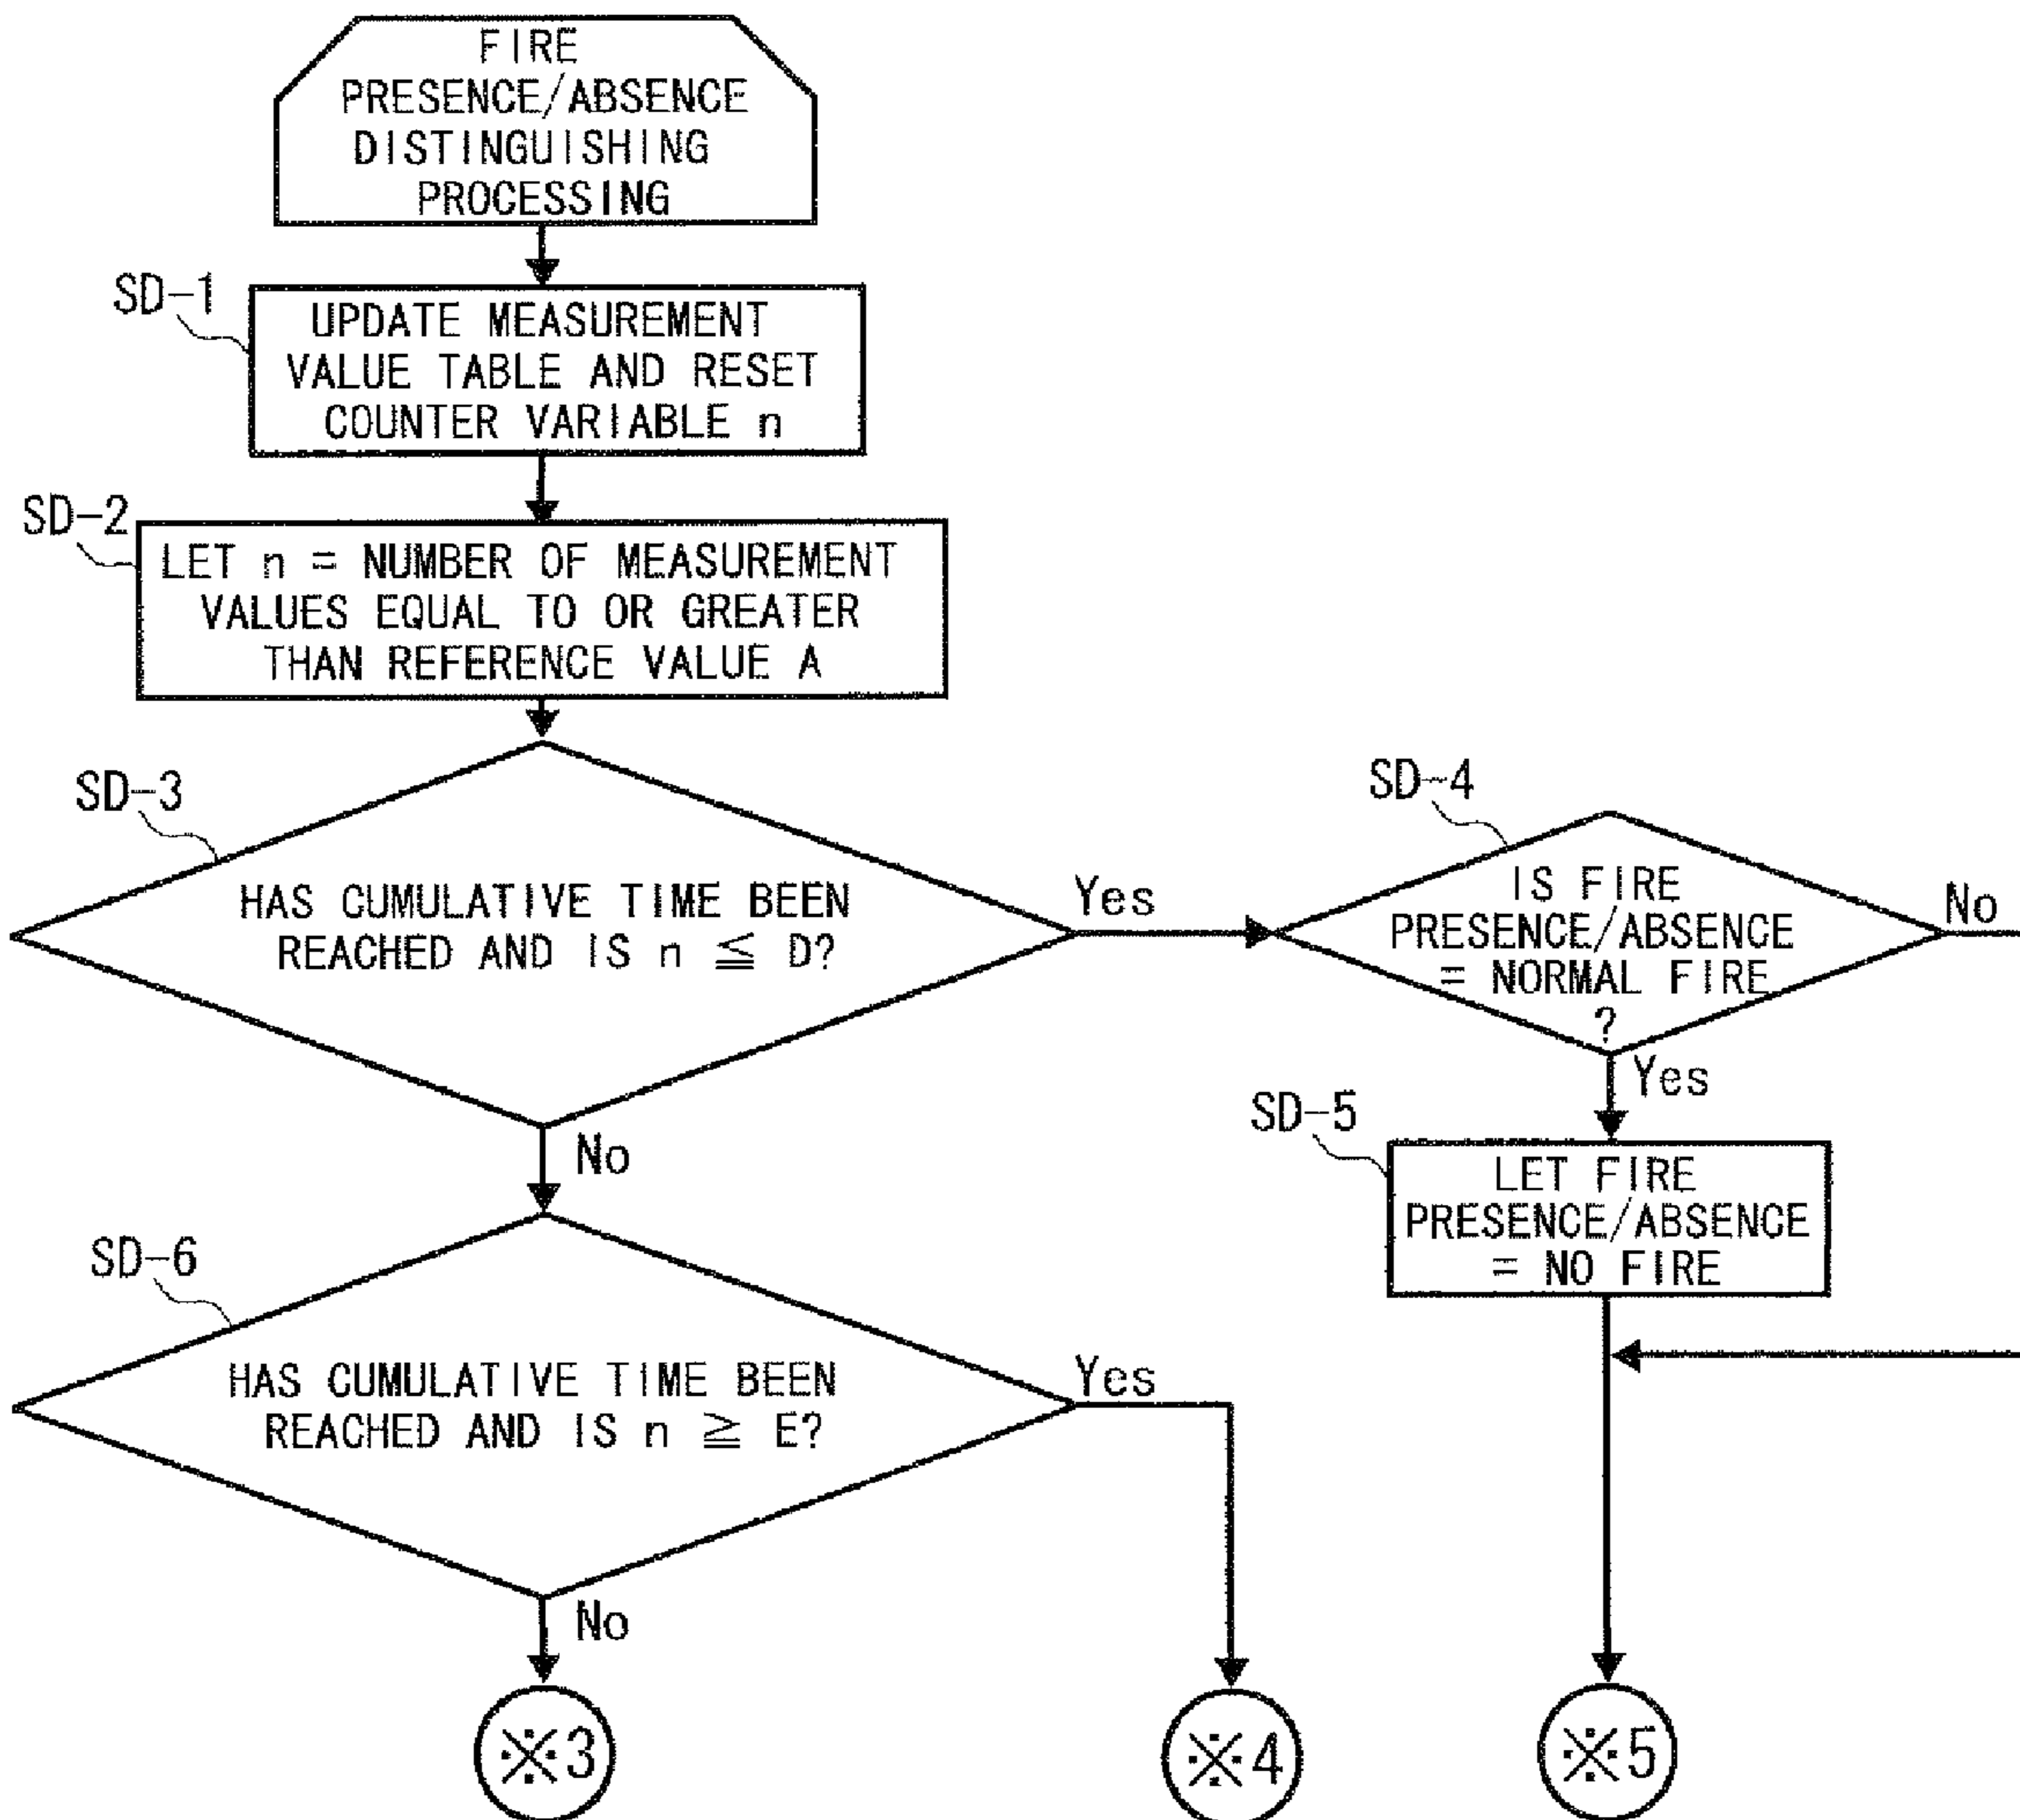 FIRE
PRESENCE/ABSENCE
DISTINGUISHING
PROCESSING
SD-1
UPDATE MEASUREMENT
VALUE TABLE AND RESET
COUNTER VARIABLE n
SD-2
LET n = NUMBER OF MEASUREMENT
VALUES EQUAL TO OR GREATER
THAN REFERENCE VALUE A
SD-3
HAS CUMULATIVE TIME BEEN
REACHED AND IS n ≦ D?
Yes
No
SD-4
IS FIRE
PRESENCE/ABSENCE
= NORMAL FIRE
?
No
Yes
SD-5
LET FIRE
PRESENCE/ABSENCE
= NO FIRE
SD-6
HAS CUMULATIVE TIME BEEN
REACHED AND IS n ≧ E?
Yes
No
※3
※4
※5